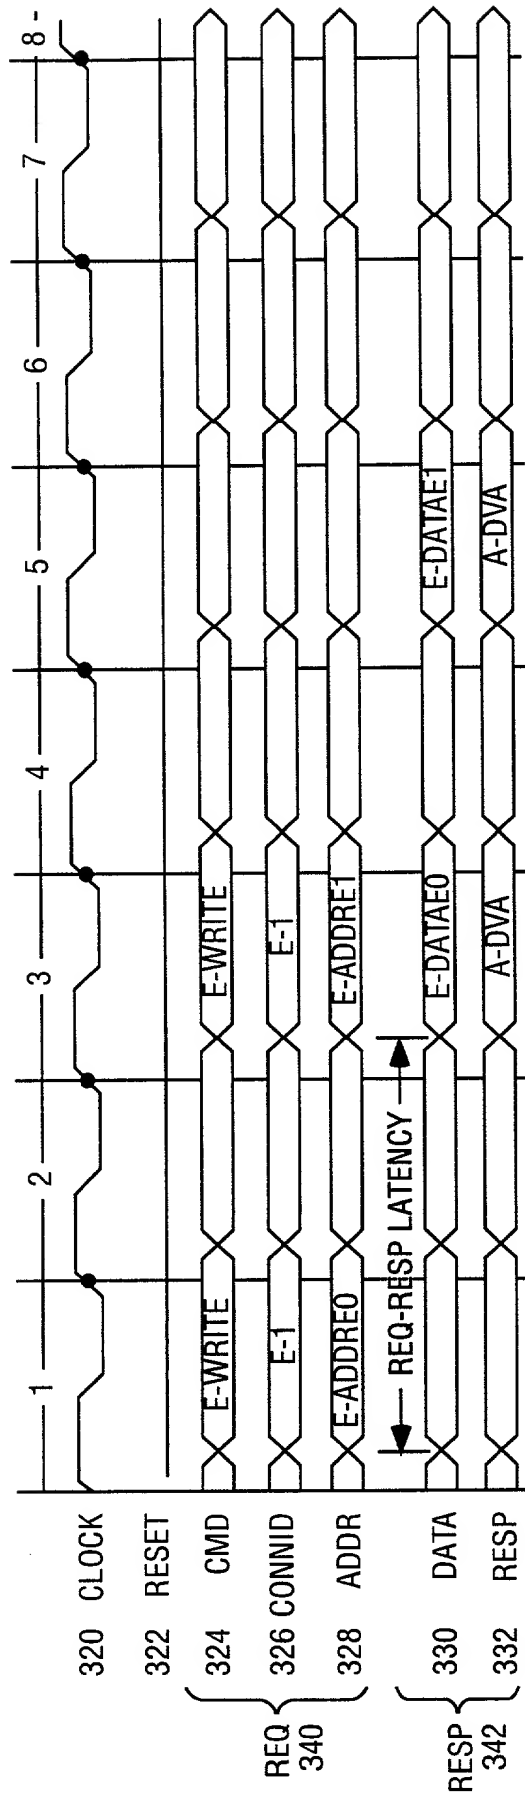 1 2 3 4 5 6 7 8
320 CLOCK
322 RESET
324 CMD E-WRITE E-WRITE
REQ 340
326 CONNID E-1 E-1
328 ADDR E-ADDRE0 E-ADDRE1
REQ-RESP LATENCY
330 DATA E-DATAE0 E-DATAE1
RESP 342
332 RESP A-DVA A-DVA